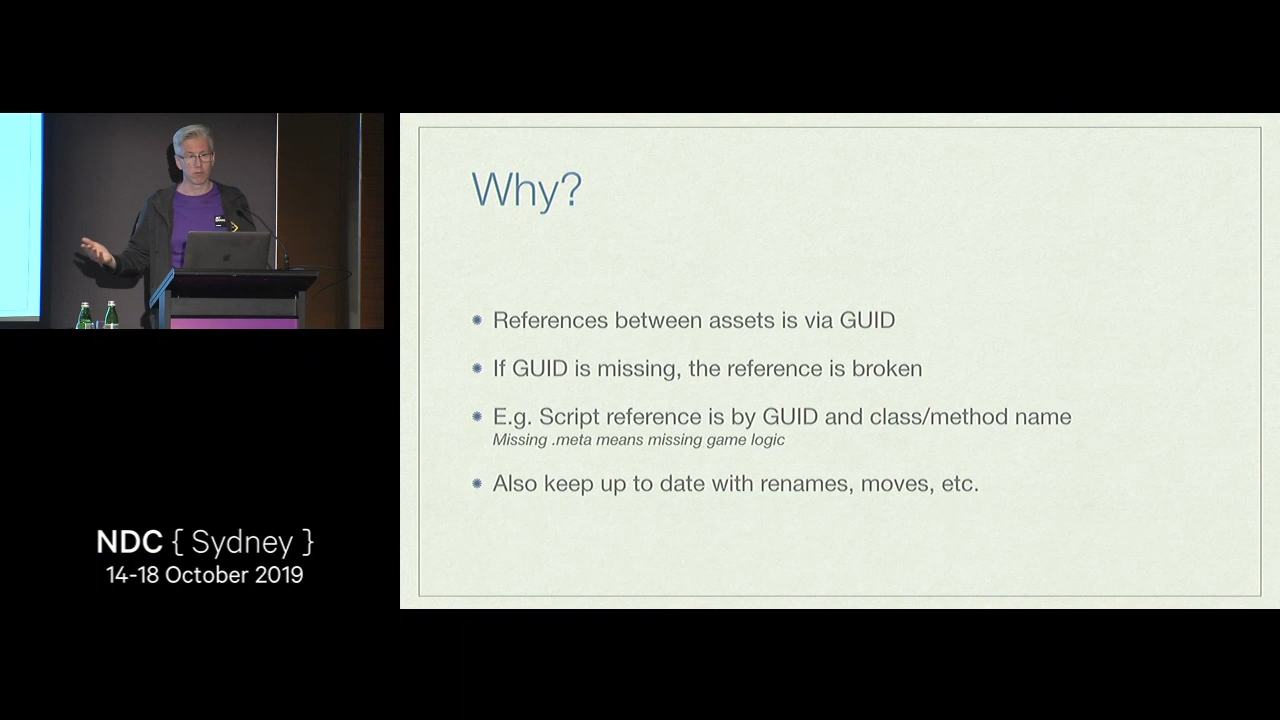 Why?
References between assets is via GUID
If GUID is missing, the reference is broken
E.g. Script reference is by GUID and class/method name
Missing .meta means missing game logic
Also keep up to date with renames, moves, etc.
NDC { Sydney }
14-18 October 2019